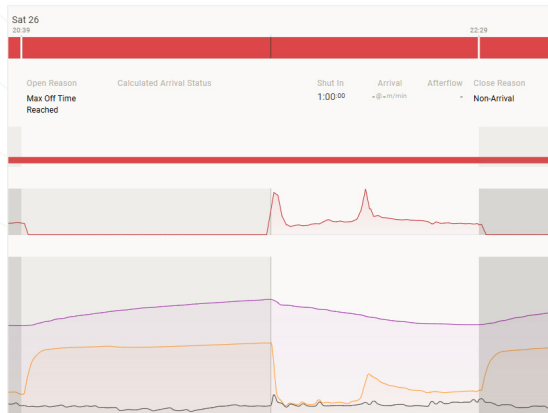 Sat 26
20:39
22:29
Open Reason
Calculated Arrival Status
Shut In
Arrival
Afterflow
Close Reason
Max Off Time
Reached
1:00:00
-@-m/min
-
Non-Arrival